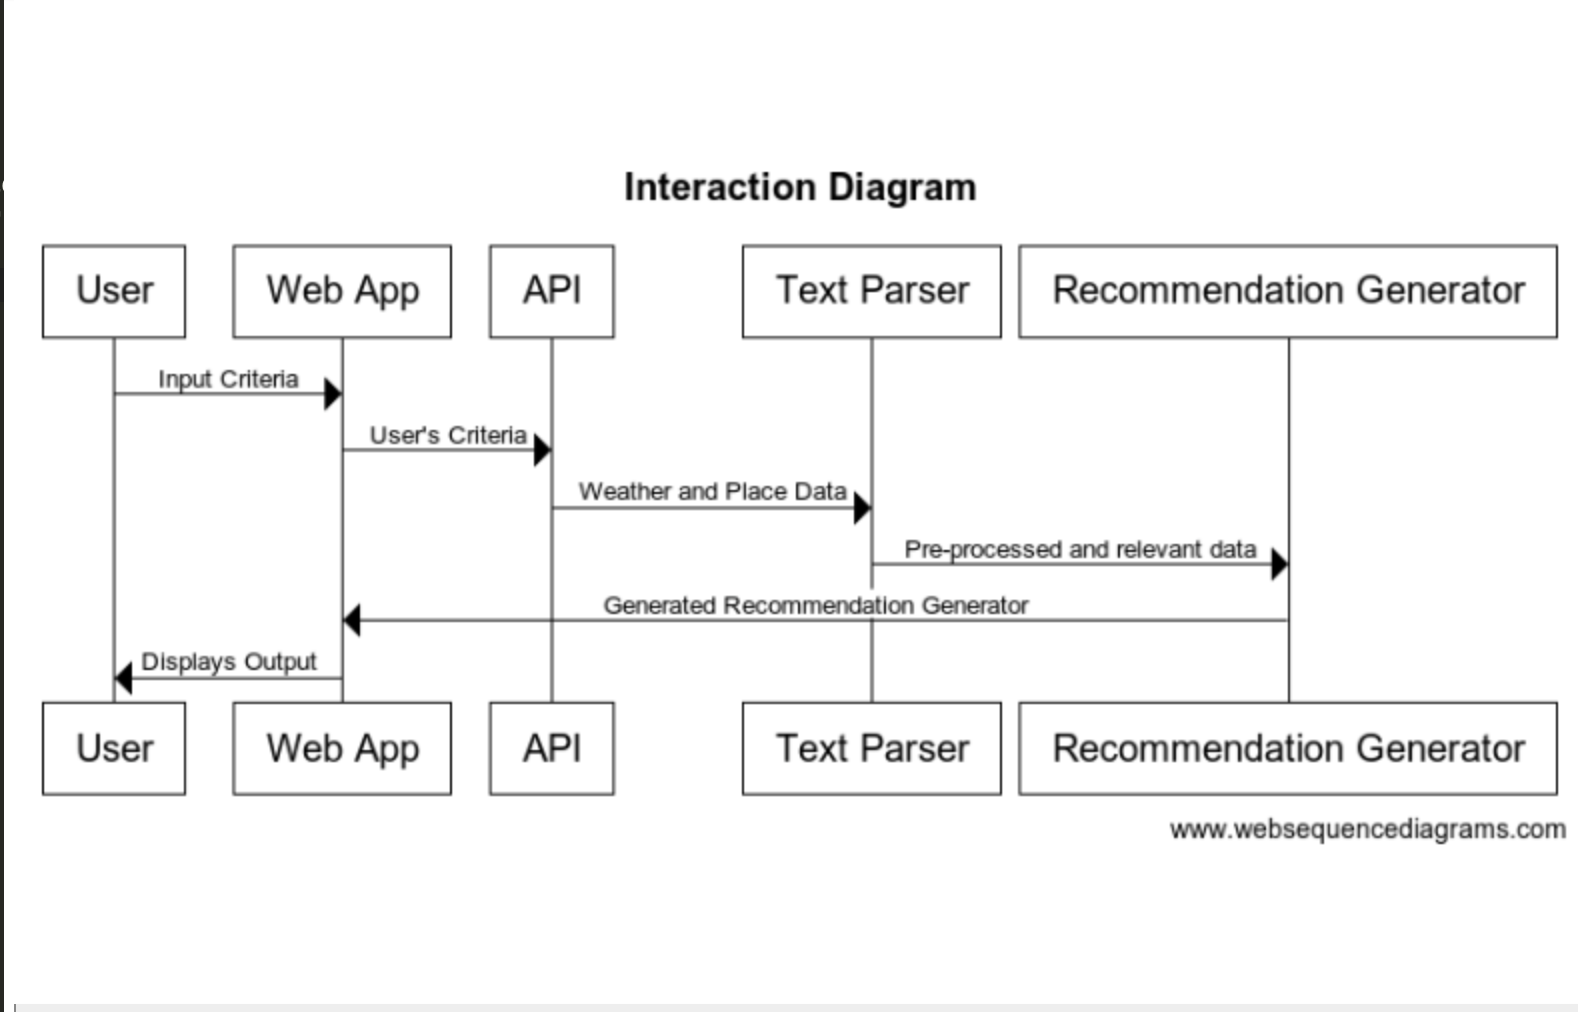 Interaction Diagram
User
Web App
API
Text Parser
Recommendation Generator
Input Criteria
User's Criteria
Weather and Place Data
Pre-processed and relevant data
Generated Recommendation Generator
Displays Output
User
Web App
API
Text Parser
Recommendation Generator
www.websequencediagrams.com